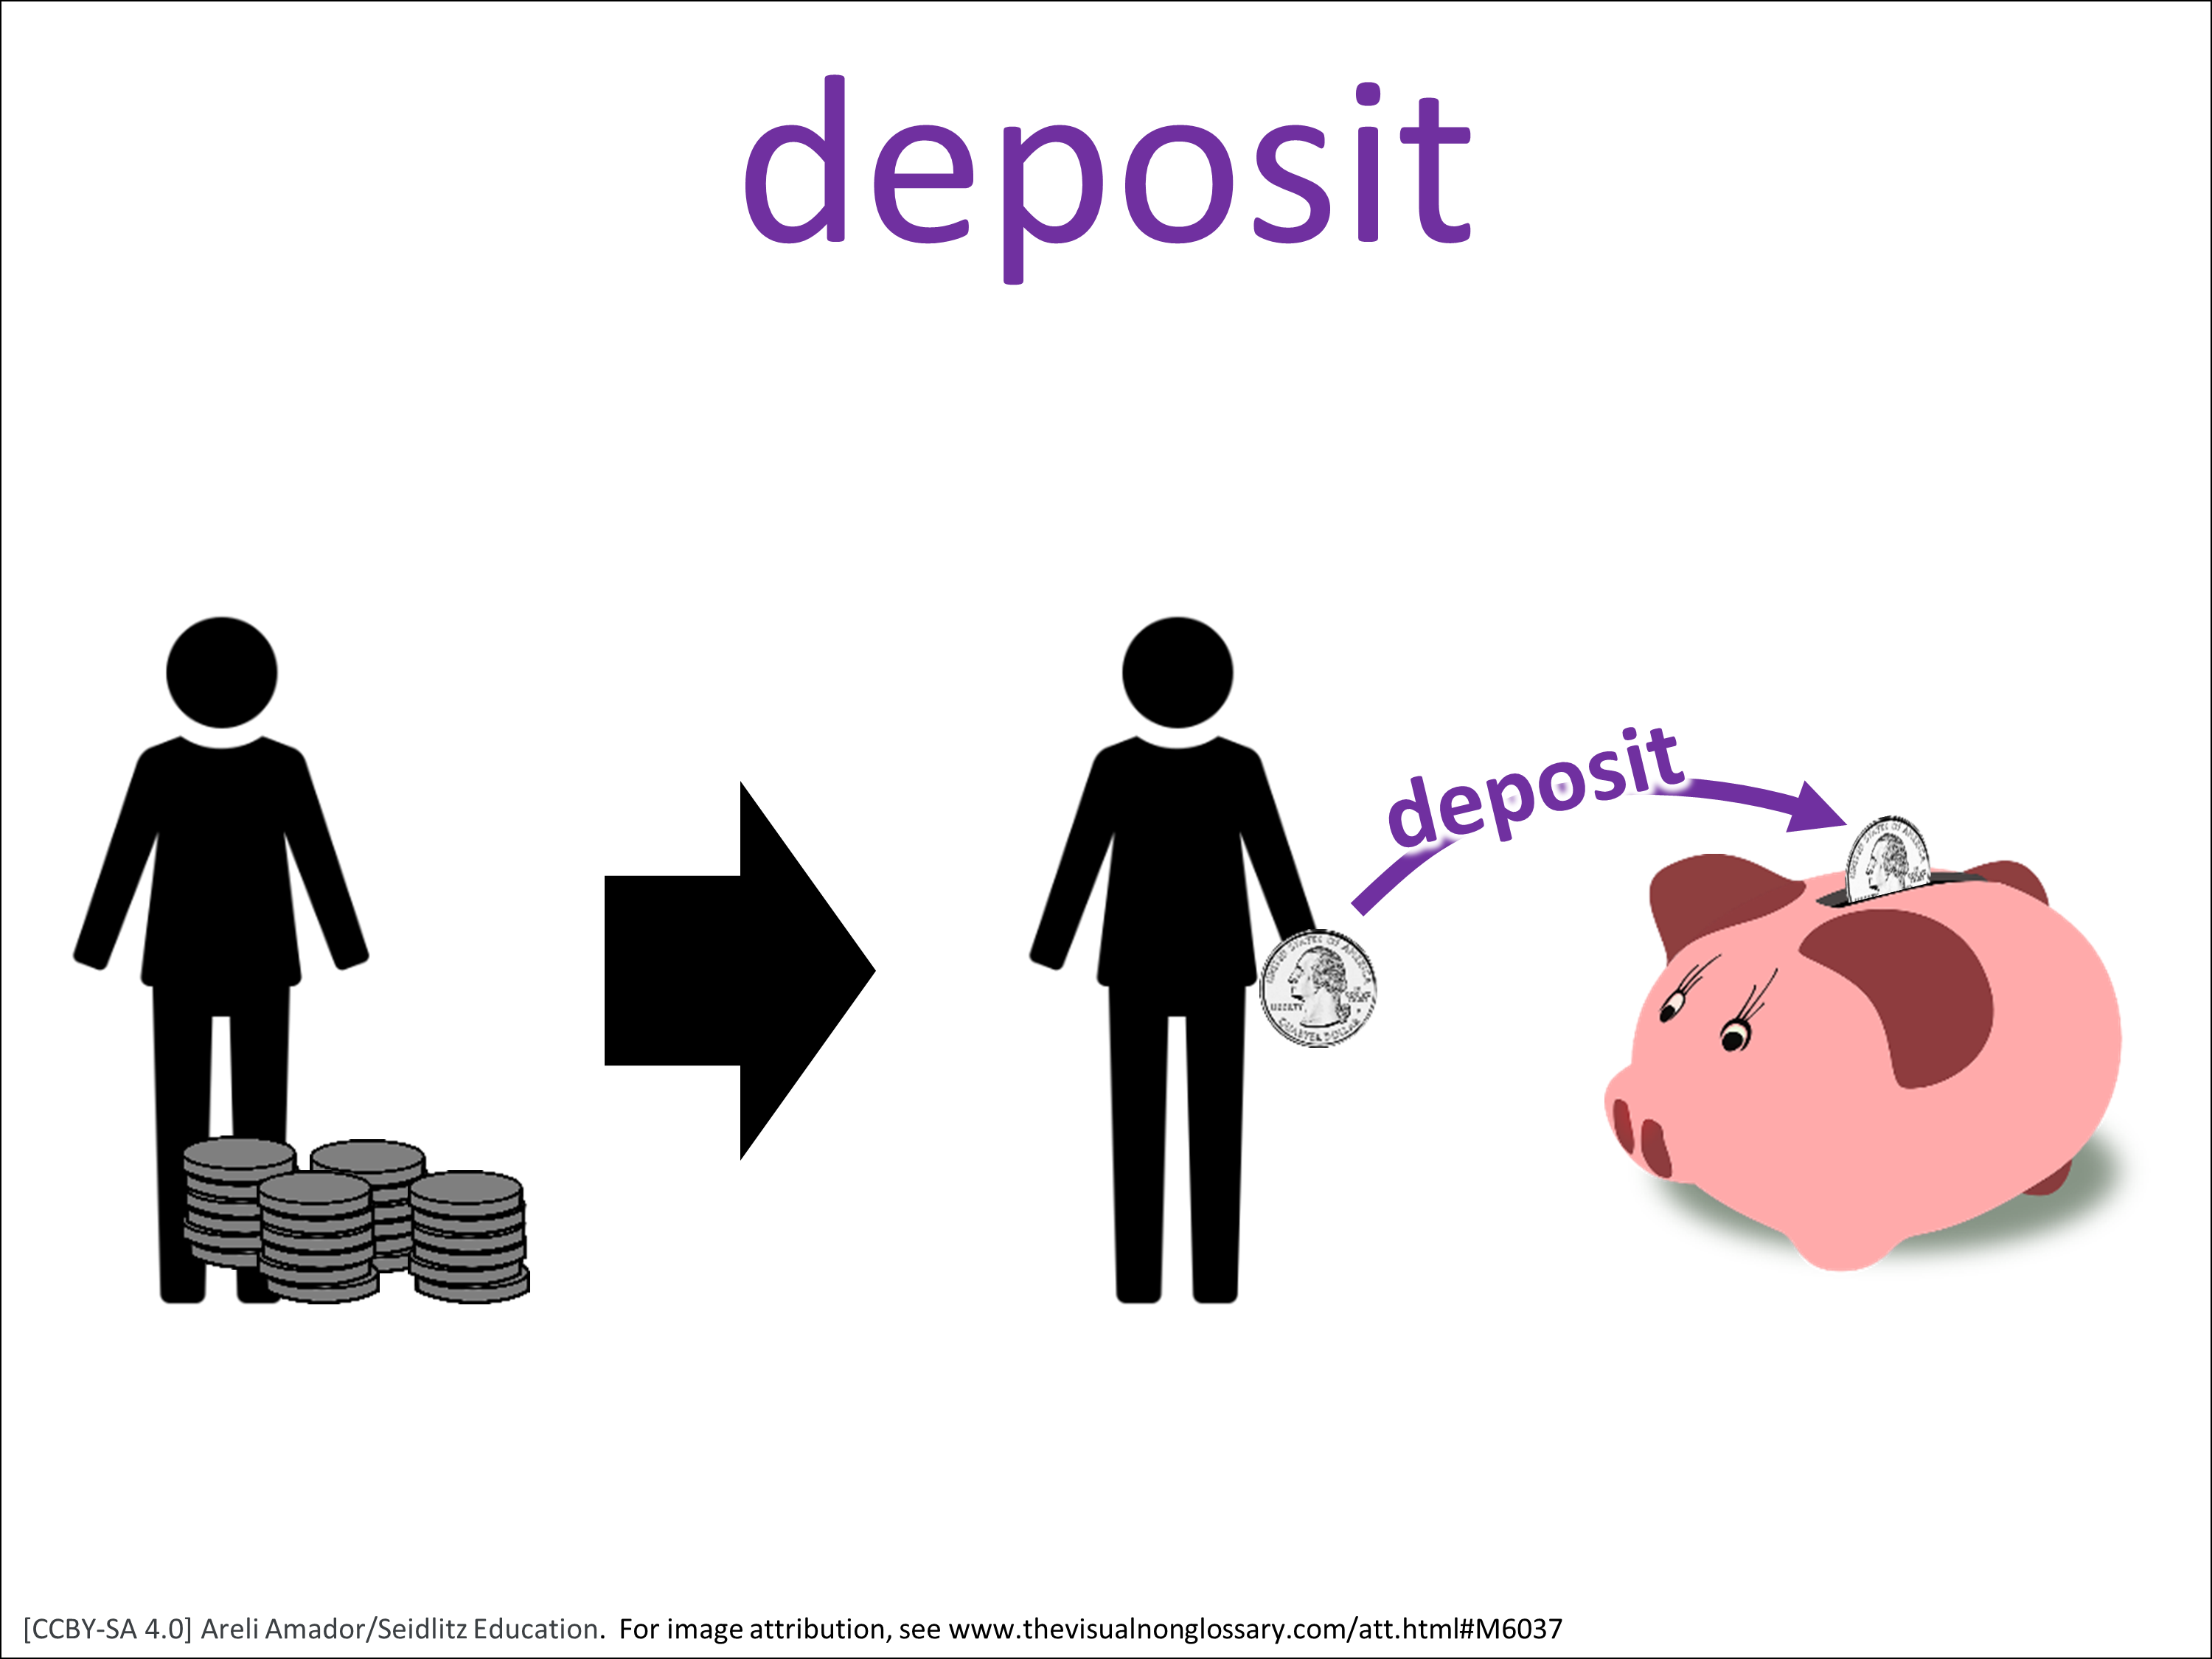 deposit
deposit
[CCBY-SA 4.0] Areli Amador/Seidlitz Education.  For image attribution, see www.thevisualnonglossary.com/att.html#M6037